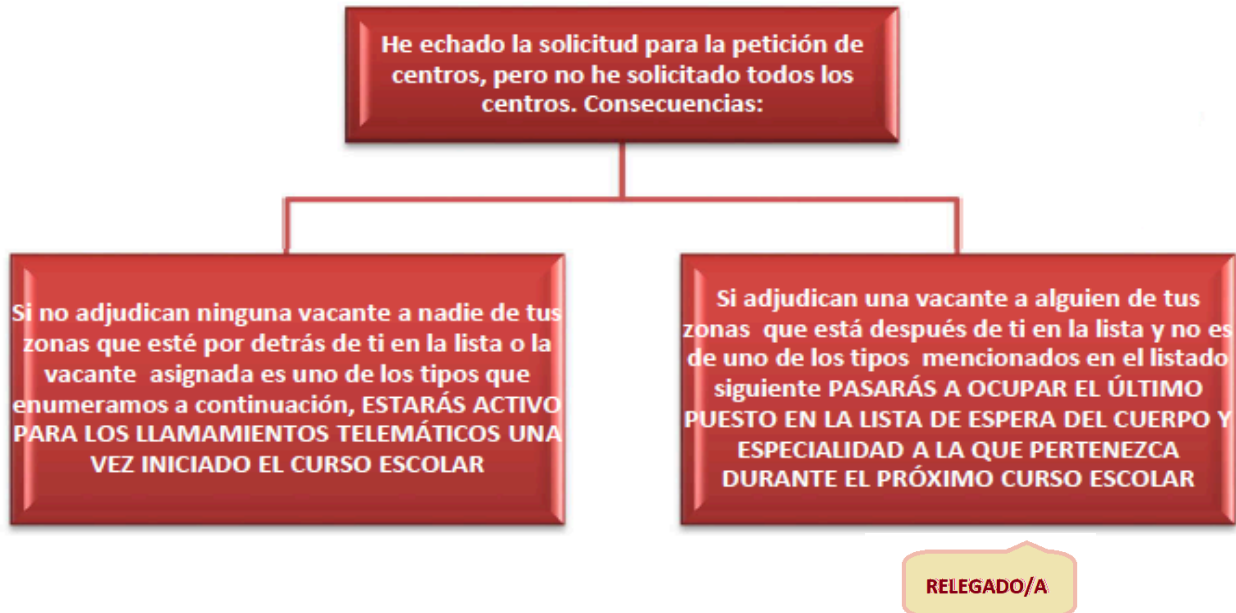 He echado la solicitud para la petición de
centros, pero no he solicitado todos los
centros. Consecuencias:
Si no adjudican ninguna vacante a nadie de tus
zonas que esté por detrás de ti en la lista o la
vacante asignada es uno de los tipos que
enumeramos a continuación, ESTARÁS ACTIVO
PARA LOS LLAMAMIENTOS TELEMÁTICOS UNA
VEZ INICIADO EL CURSO ESCOLAR
Si adjudican una vacante a alguien de tus
zonas que está después de ti en la lista y no es
de uno de los tipos mencionados en el listado
siguiente PASARÁS A OCUPAR EL ÚLTIMO
PUESTO EN LA LISTA DE ESPERA DEL CUERPO Y
ESPECIALIDAD A LA QUE PERTENEZCA
DURANTE EL PRÓXIMO CURSO ESCOLAR
RELEGADO/A